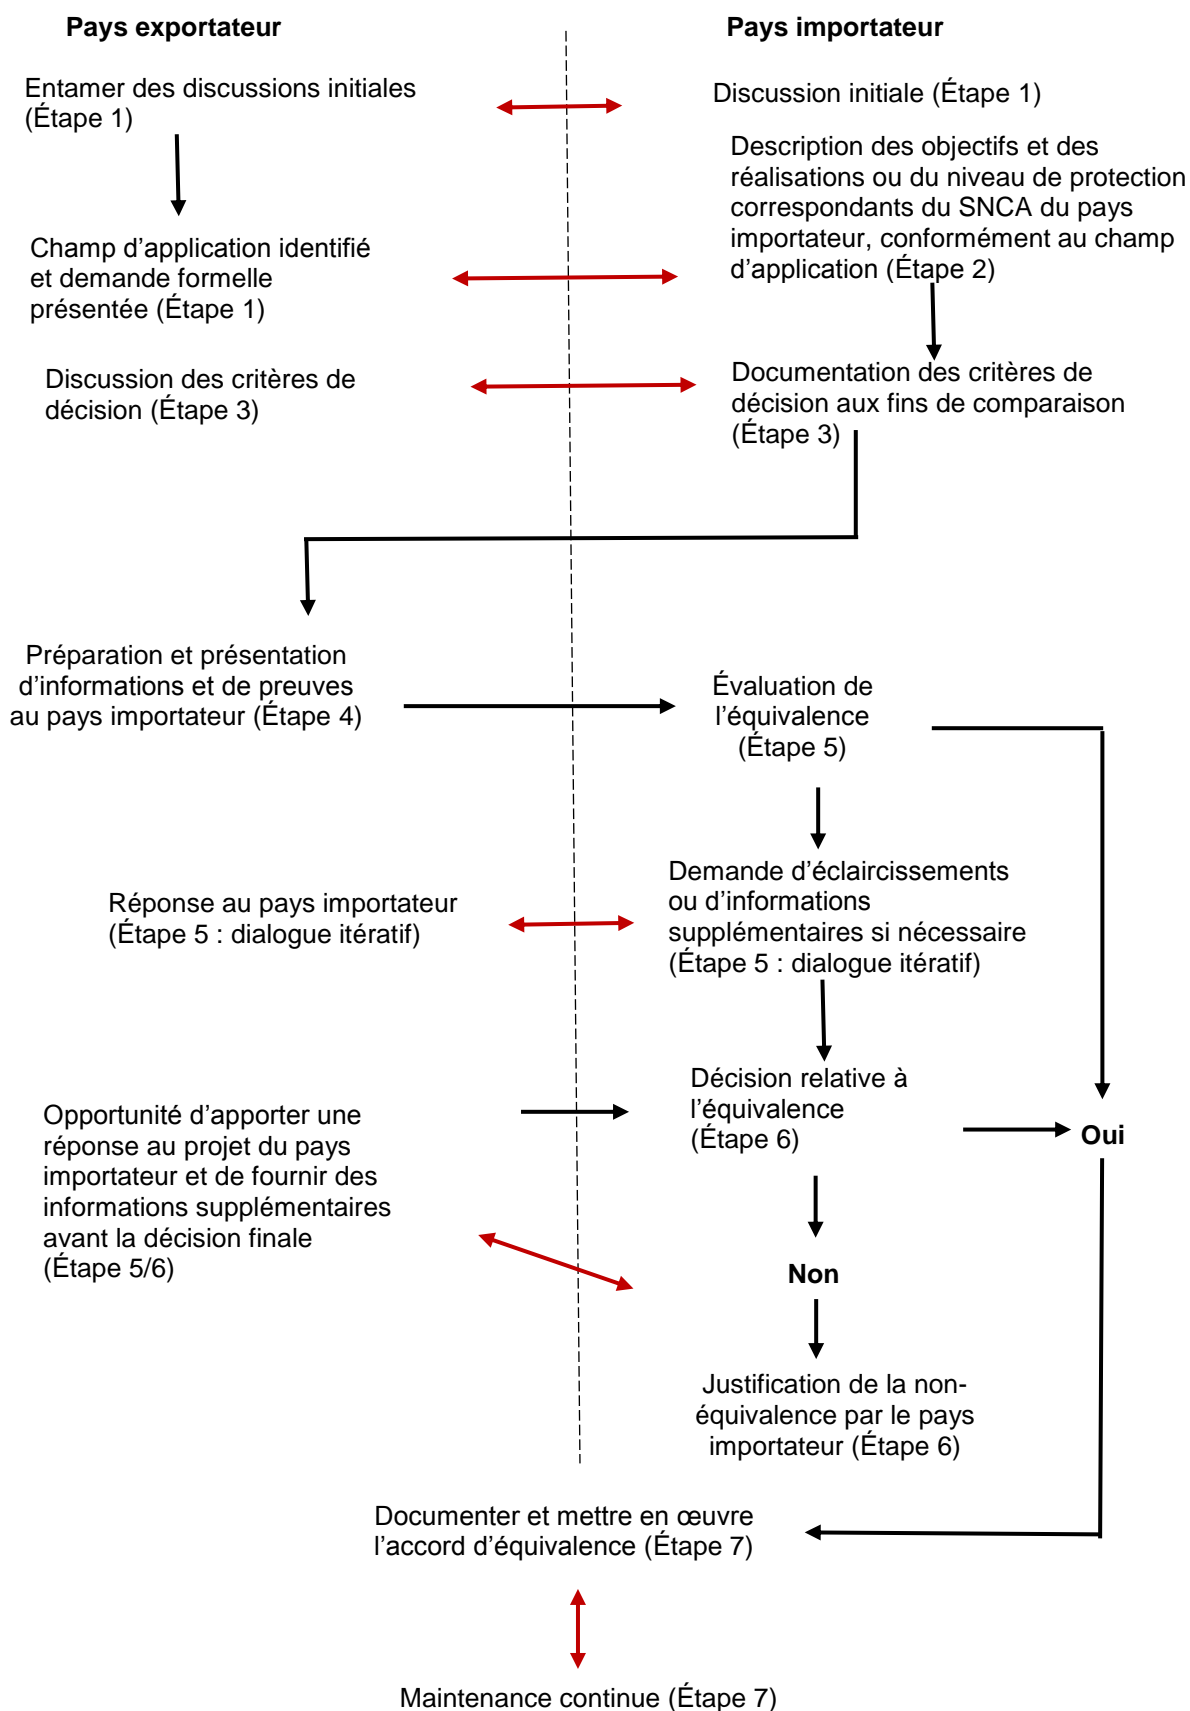 Pays exportateur
Pays importateur
Entamer des discussions initiales
(Étape 1)
Discussion initiale (Étape 1)
Description des objectifs et des
réalisations ou du niveau de protection
correspondants du SNCA du pays
importateur, conformément au champ
d’application (Étape 2)
Champ d’application identifié
et demande formelle
présentée (Étape 1)
Discussion des critères de
décision (Étape 3)
Documentation des critères de
décision aux fins de comparaison
(Étape 3)
Préparation et présentation
d’informations et de preuves
au pays importateur (Étape 4)
Évaluation de
l’équivalence
(Étape 5)
Demande d’éclaircissements
ou d’informations
supplémentaires si nécessaire
(Étape 5 : dialogue itératif)
Réponse au pays importateur
(Étape 5 : dialogue itératif)
Décision relative à
l’équivalence
(Étape 6)
Oui
Opportunité d’apporter une
réponse au projet du pays
importateur et de fournir des
informations supplémentaires
avant la décision finale
(Étape 5/6)
Non
Justification de la non-
équivalence par le pays
importateur (Étape 6)
Documenter et mettre en œuvre
l’accord d’équivalence (Étape 7)
Maintenance continue (Étape 7)